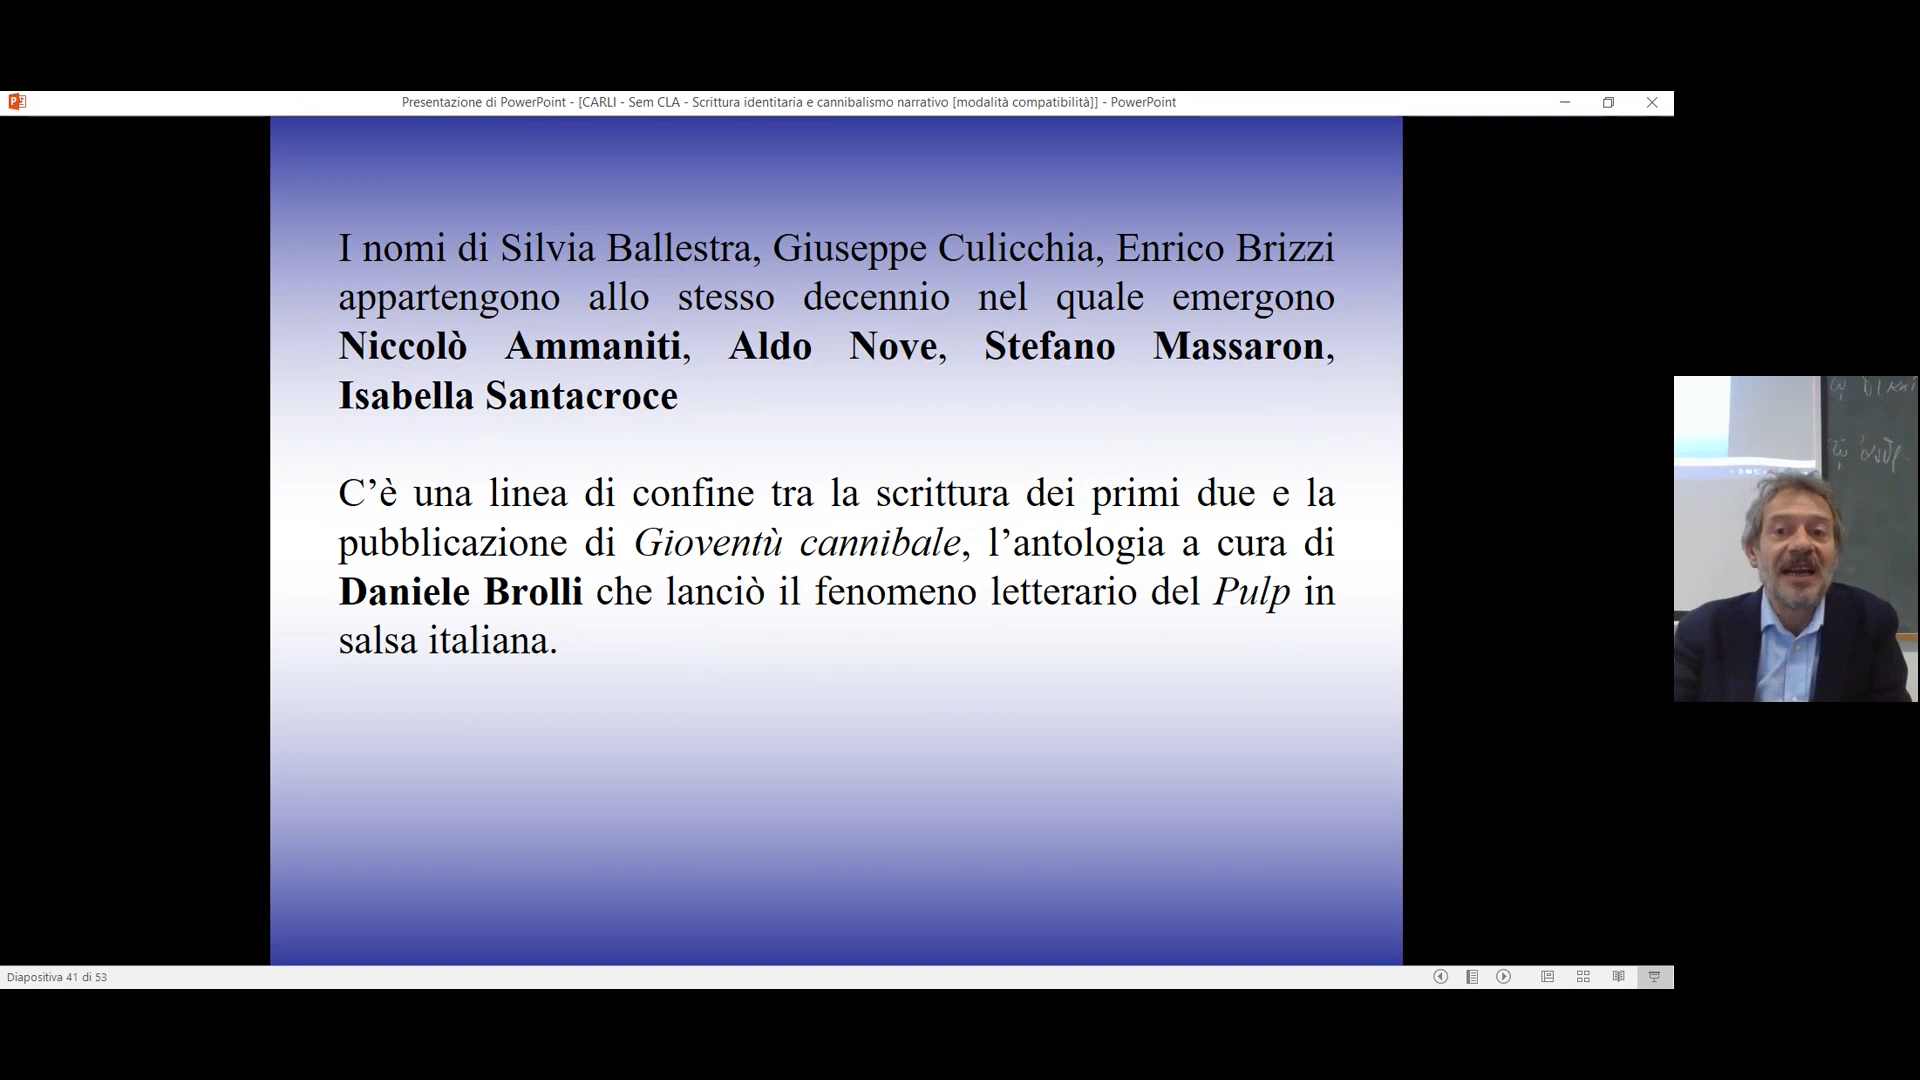 Presentazione di PowerPoint - [CARLI - Sem CLA - Scrittura identitaria e cannibalismo narrativo [modalità compatibilità]] - PowerPoint
I nomi di Silvia Ballestra, Giuseppe Culicchia, Enrico Brizzi
appartengono allo stesso decennio nel quale emergono
Niccolò Ammaniti, Aldo Nove, Stefano Massaron,
Isabella Santacroce
C’è una linea di confine tra la scrittura dei primi due e la
pubblicazione di Gioventù cannibale, l’antologia a cura di
Daniele Brolli che lanciò il fenomeno letterario del Pulp in
salsa italiana.
Diapositiva 41 di 53